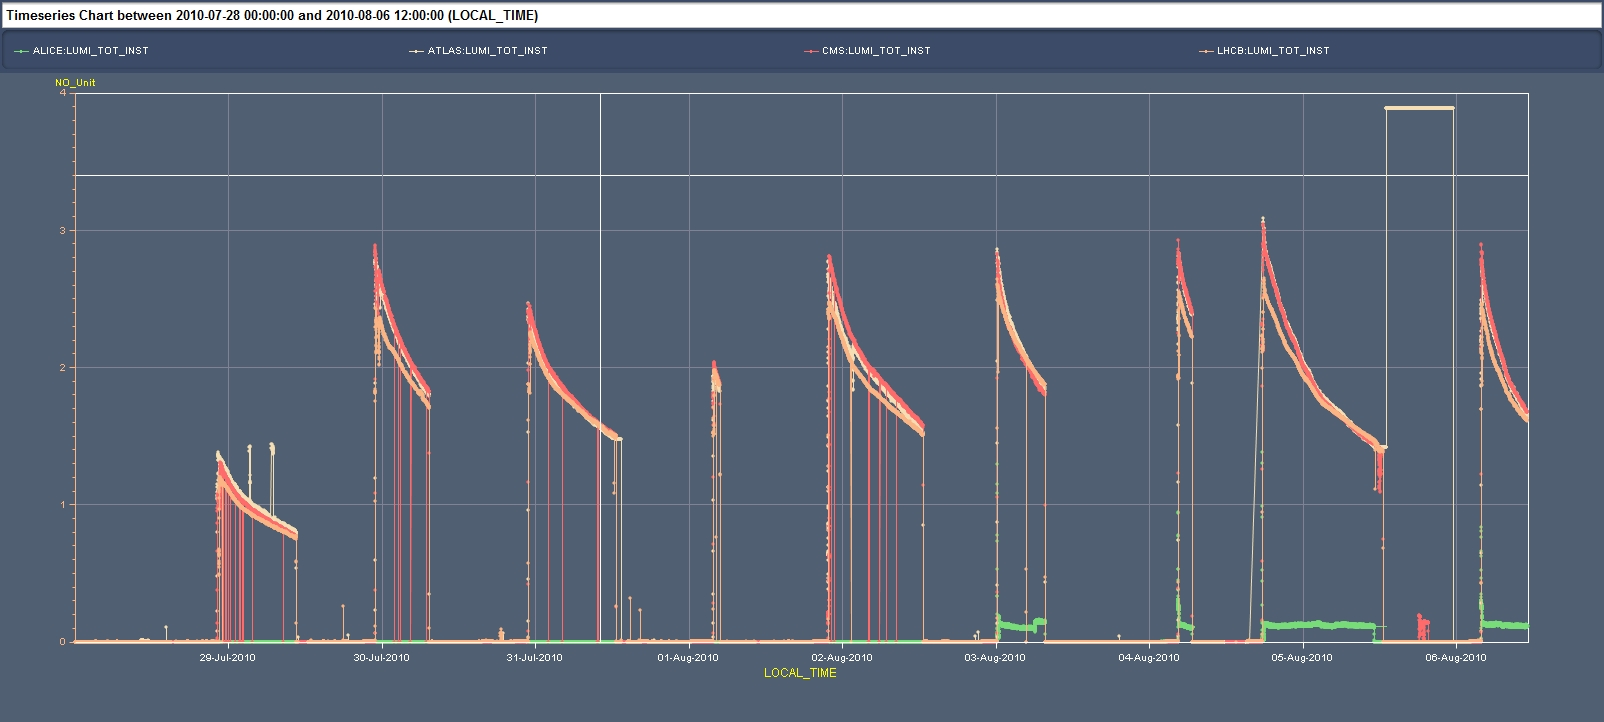 Timeseries Chart between 2010-07-28 00:00:00 and 2010-08-06 12:00:00 (LOCAL_TIME)
ALICE:LUMI_TOT_INST ATLAS:LUMI_TOT_INST CMS:LUMI_TOT_INST LHCB:LUMI_TOT_INST
NO_Unit
4
3
2
1
0
29-Jul-2010 30-Jul-2010 31-Jul-2010 01-Aug-2010 02-Aug-2010 03-Aug-2010 04-Aug-2010 05-Aug-2010 06-Aug-2010
LOCAL_TIME